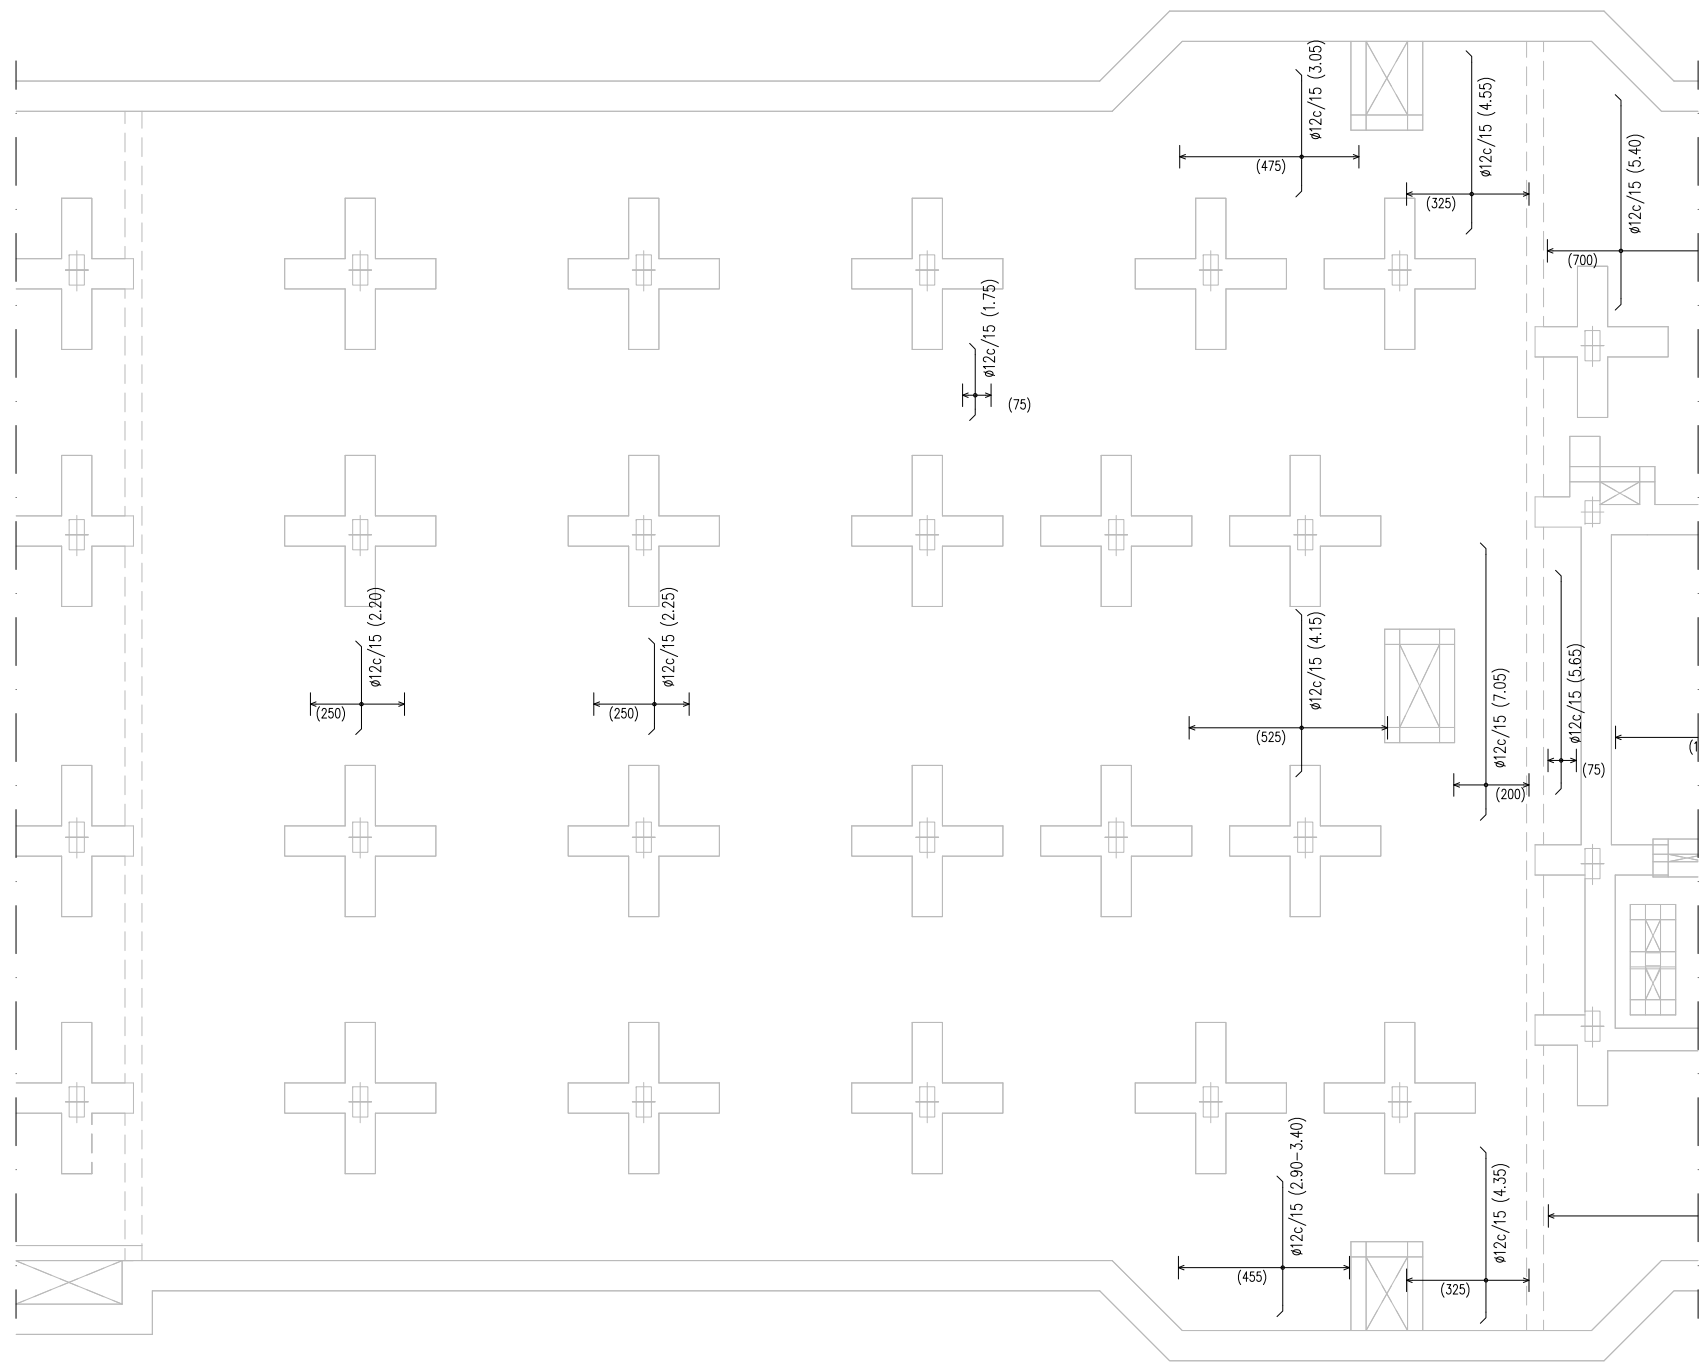 ø12c/15 (3.05)
(475)
ø12c/15 (4.55)
(325)
ø12c/15 (5.40)
(700)
ø12c/15 (1.75)
(75)
ø12c/15 (2.20)
(250)
ø12c/15 (2.25)
(250)
ø12c/15 (4.15)
(525)
ø12c/15 (7.05)
(200)
ø12c/15 (5.65)
(75)
ø12c/15 (2.90-3.40)
(455)
ø12c/15 (4.35)
(325)